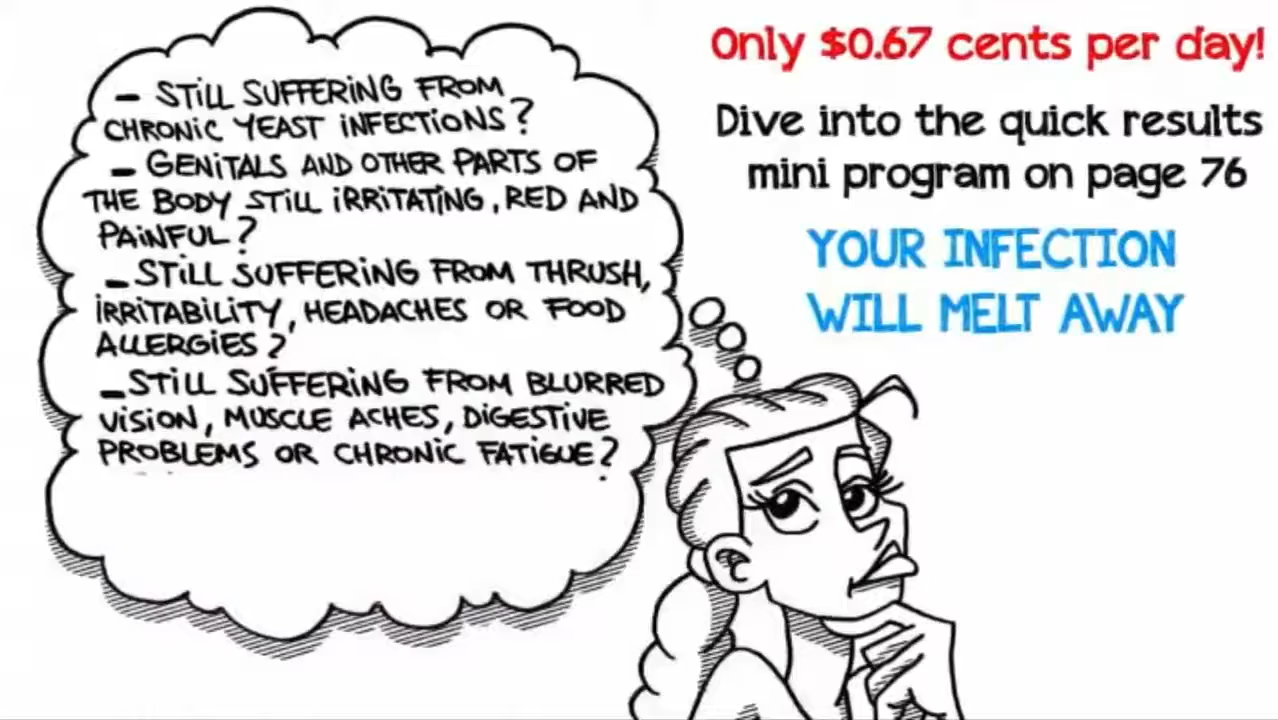 - STILL SUFFERING FROM
CHRONIC YEAST INFECTIONS?
- GENITALS AND OTHER PARTS OF
THE BODY STILL IRRITATING, RED AND
PAINFUL?
- STILL SUFFERING FROM THRUSH,
IRRITABILITY, HEADACHES OR FOOD
ALLERGIES?
- STILL SUFFERING FROM BLURRED
VISION, MUSCLE ACHES, DIGESTIVE
PROBLEMS OR CHRONIC FATIGUE?
Only $0.67 cents per day!
Dive into the quick results
mini program on page 76
YOUR INFECTION
WILL MELT AWAY